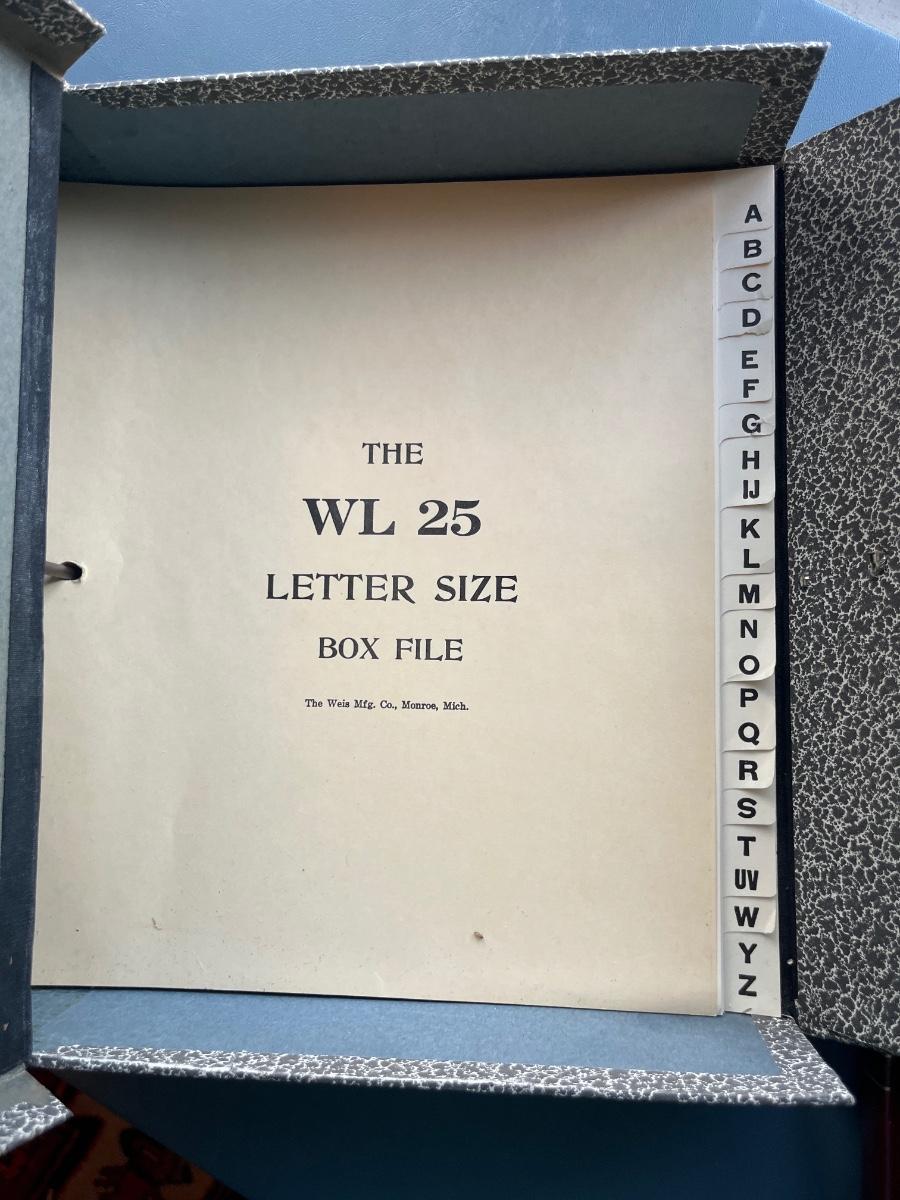 THE
WL 25
LETTER SIZE
BOX FILE
The Weis Mfg. Co., Monroe, Mich.
A
B
C
D
E
F
G
H
IJ
K
L
M
N
O
P
Q
R
S
T
UV
W
Y
Z